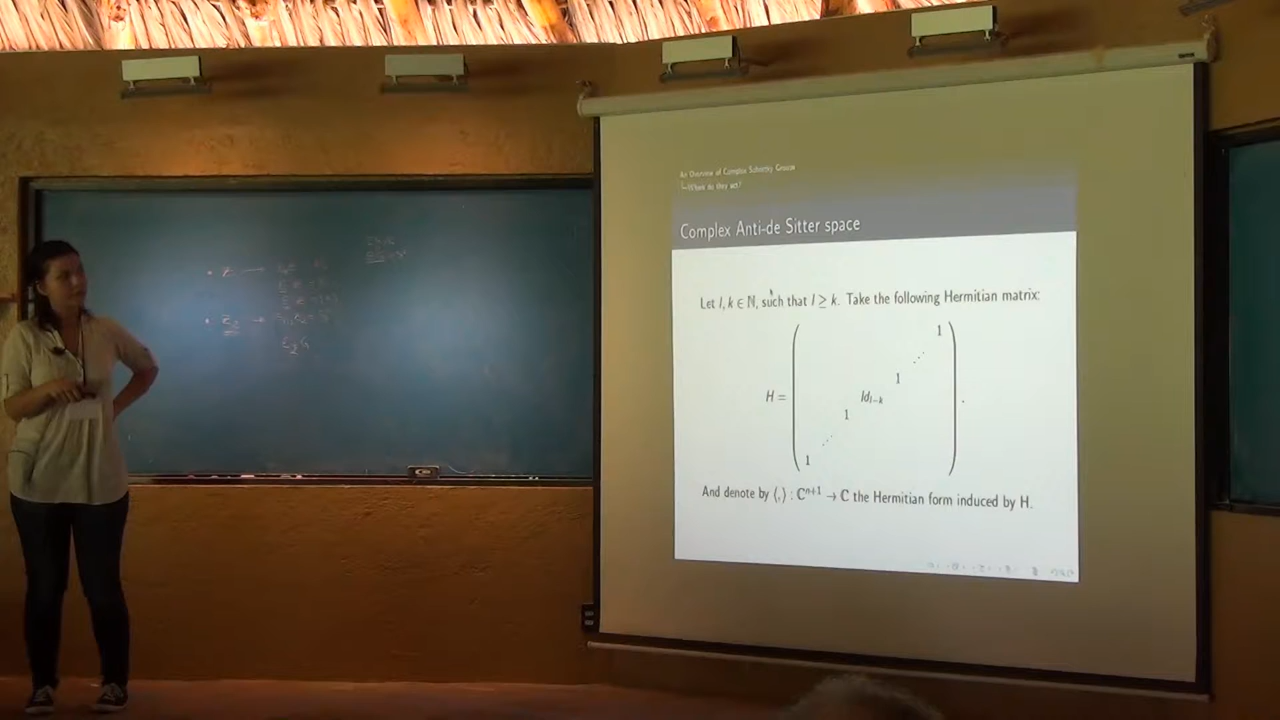 An Overview of Complex Schottky Groups
Where do they act?
Complex Anti-de Sitter space
Let l, k ∈ ℕ, such that l ≥ k. Take the following Hermitian matrix:
1
⋰
1
H = ( Id_{l−k} ) .
1
⋰
1
And denote by ⟨,⟩ : ℂ^{n+1} → ℂ the Hermitian form induced by H.